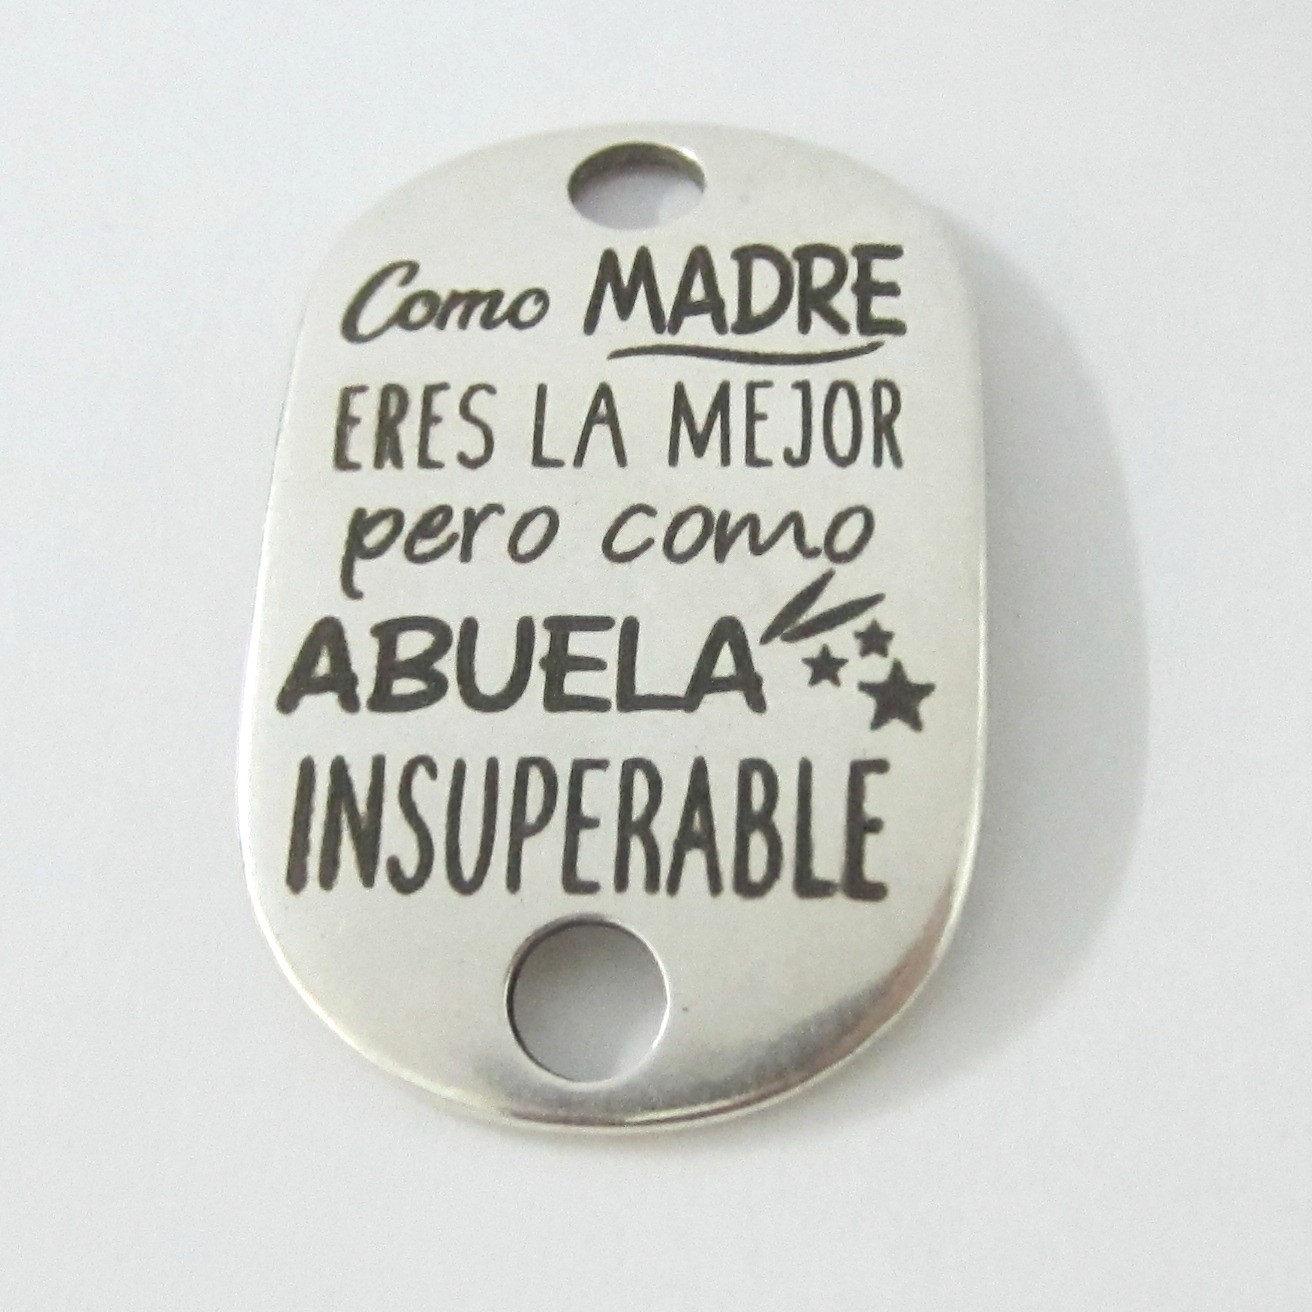 Como MADRE
ERES LA MEJOR
pero como
ABUELA
INSUPERABLE